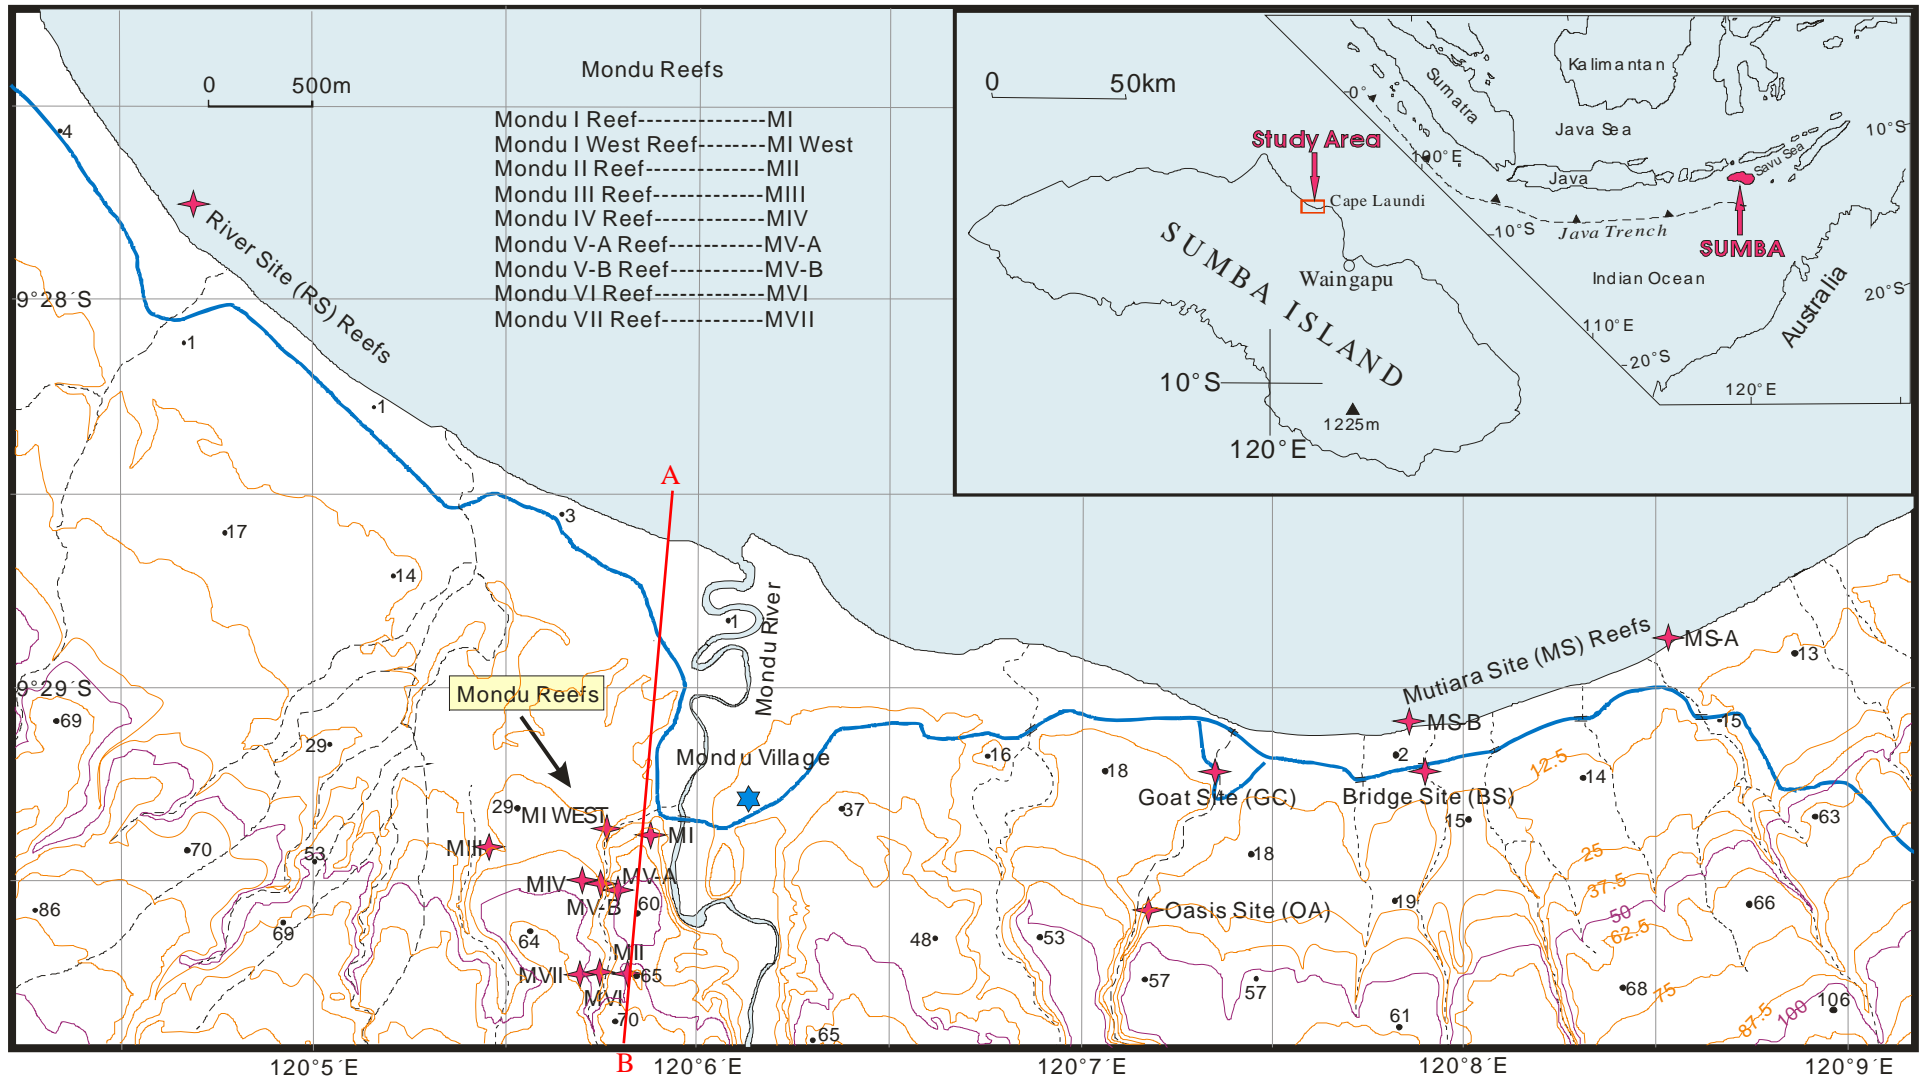 0 500m
Mondu Reefs
Mondu I Reef---------------MI
Mondu I West Reef--------MI West
Mondu II Reef--------------MII
Mondu III Reef-------------MIII
Mondu IV Reef-------------MIV
Mondu V-A Reef-----------MV-A
Mondu V-B Reef-----------MV-B
Mondu VI Reef-------------MVI
Mondu VII Reef------------MVII
0 50km
Study Area
Cape Laundi
Waingapu
SUMBA ISLAND
10°S
120°E
1225m
Kalimantan
Sumatra
Java Sea
Java
Savu Sea
Java Trench
SUMBA
Indian Ocean
Australia
0°
100°E
10°S
10°S
20°S
110°E
20°S
120°E
4
River Site (RS) Reefs
9°28´S
1
1
A
3
17
14
1
Mondu River
Mutiara Site (MS) Reefs
MS-A
13
9°29´S
Mondu Reefs
69
29
MS-B
15
Mondu Village
16
18
2
12.5
14
Goat Site (GC)
Bridge Site (BS)
29
MI WEST
37
15
63
MIII
MI
70
53
18
25
MIV
MV-A
37.5
MV-B
60
86
Oasis Site (OA)
19
50
66
69
64
48
53
62.5
MII
MVII
65
57
57
68
75
MVI
70
65
61
87.5
100
106
B
120°5´E
120°6´E
120°7´E
120°8´E
120°9´E